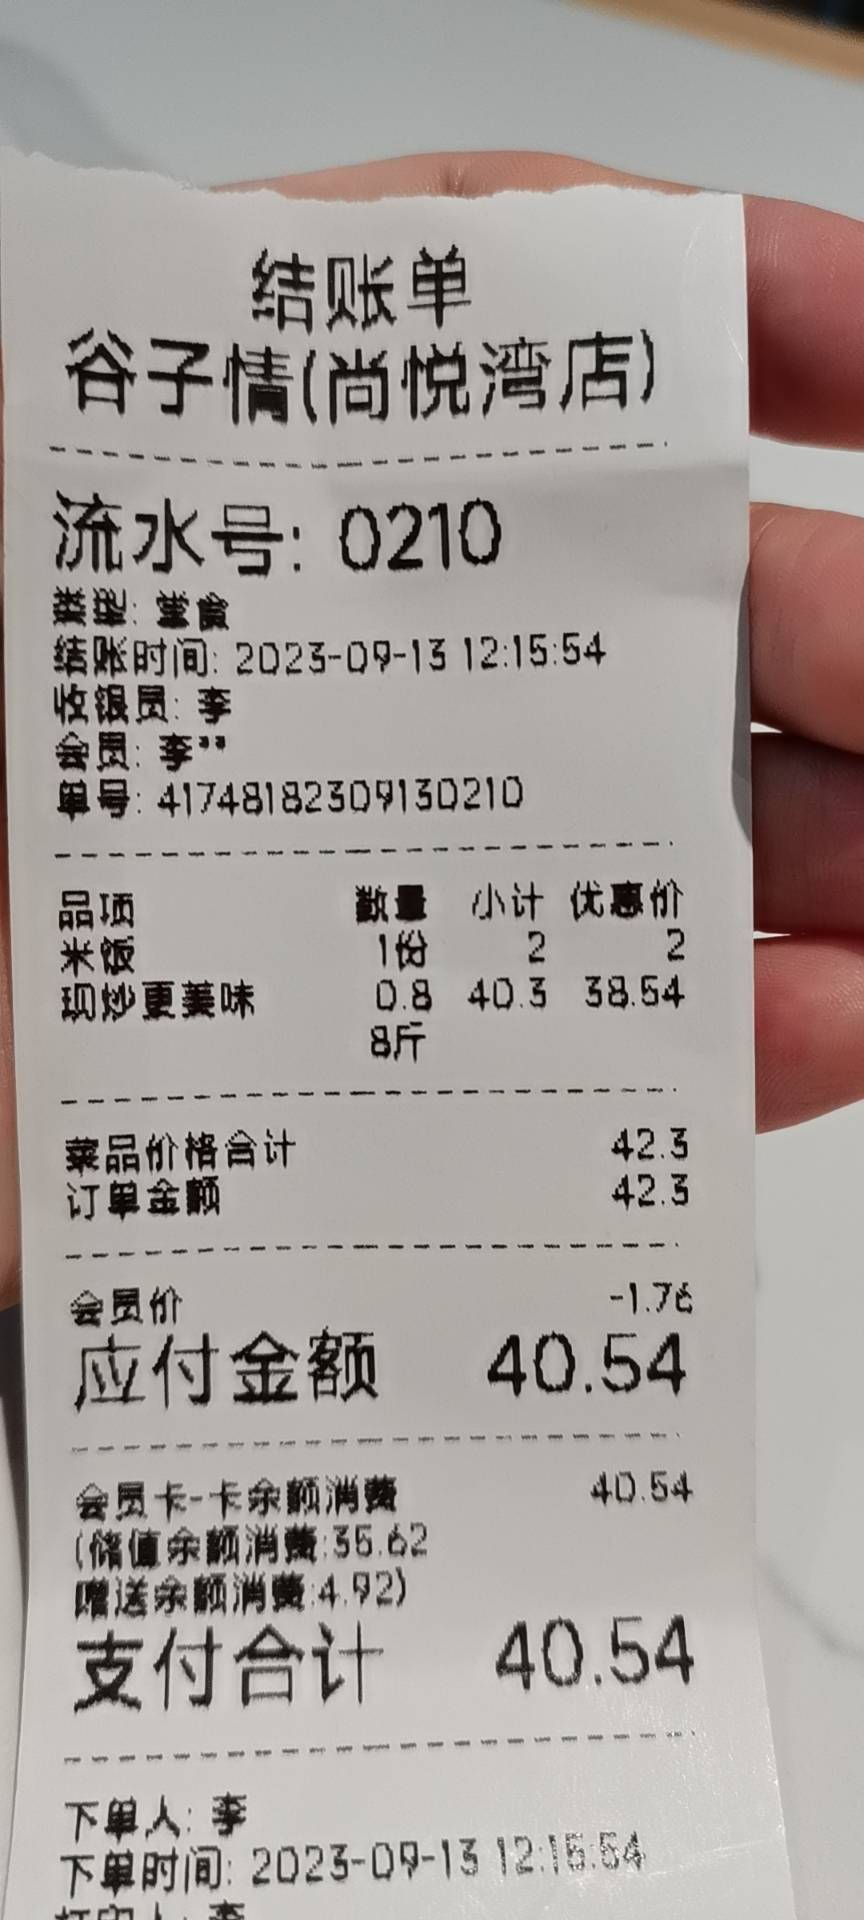 结账单
谷子情(尚悦湾店)
流水号: 0210
类型: 堂食
结账时间: 2023-09-13 12:15:54
收银员: 李
会员: 李**
单号: 41748182309130210
品项 数量 小计 优惠价
米饭 1份 2 2
现炒更美味 0.8 40.3 38.54
8斤
菜品价格合计 42.3
订单金额 42.3
会员价 -1.76
应付金额 40.54
会员卡-卡余额消费 40.54
(储值余额消费:35.62
赠送余额消费:4.92)
支付合计 40.54
下单人: 李
下单时间: 2023-09-13 12:15:54
打印人: 李